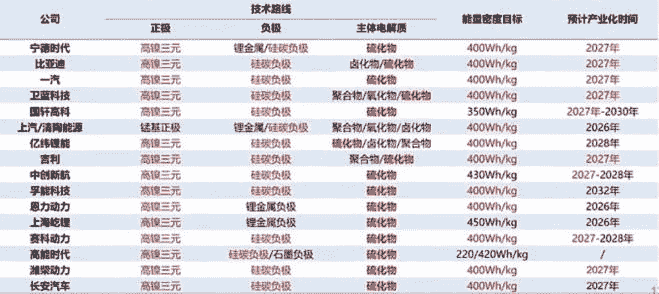 公司 技术路线 能量密度目标 预计产业化时间
正极 负极 主体电解质
宁德时代 高镍三元 锂金属/硅碳负极 硫化物 400Wh/kg 2027年
比亚迪 高镍三元 硅碳负极 卤化物/硫化物 400Wh/kg 2027年
一汽 高镍三元 硅碳负极 硫化物 400Wh/kg 2027年
卫蓝科技 高镍三元 硅碳负极 聚合物/氧化物/硫化物 400Wh/kg 2027年
国轩高科 高镍三元 硅碳负极 硫化物 350Wh/kg 2027年-2030年
上汽/清陶能源 锰基正极 锂金属/硅碳负极 聚合物/氧化物/卤化物 400Wh/kg 2026年
亿纬锂能 高镍三元 硅碳负极 硫化物/卤化物/聚合物 400Wh/kg 2028年
吉利 高镍三元 硅碳负极 聚合物/硫化物 400Wh/kg 2027年
中创新航 高镍三元 硅碳负极 硫化物 430Wh/kg 2027-2028年
孚能科技 高镍三元 硅碳负极 硫化物 400Wh/kg 2032年
恩力动力 高镍三元 锂金属负极 硫化物 400Wh/kg 2026年
上海屹锂 高镍三元 锂金属负极 硫化物 450Wh/kg 2026年
赛科动力 高镍三元 硅碳负极 硫化物 400Wh/kg 2027-2028年
高能时代 高镍三元 硅碳负极/石墨负极 硫化物 220/420Wh/kg /
潍柴动力 高镍三元 硅碳负极 硫化物 400Wh/kg 2027年
长安汽车 高镍三元 硅碳负极 硫化物 400Wh/kg 2027年